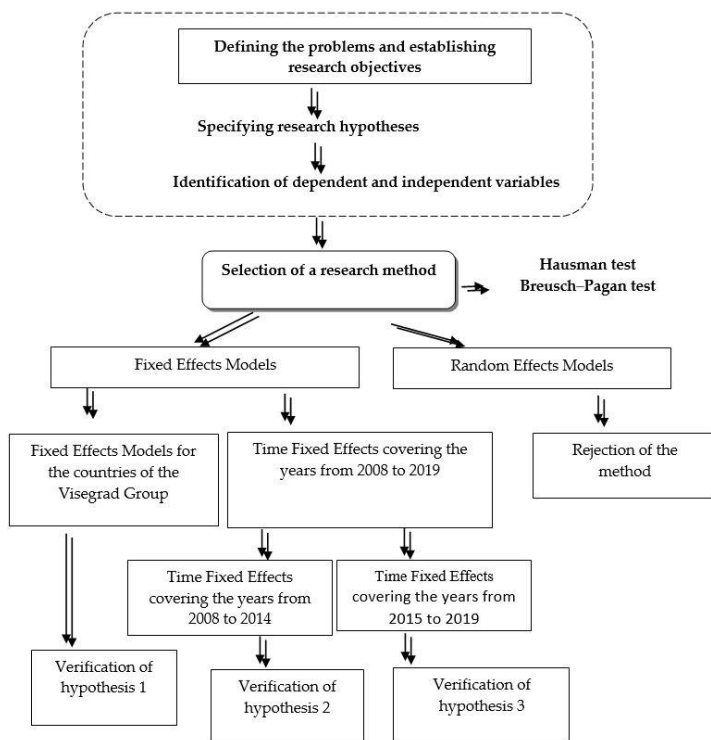 Defining the problems and establishing
research objectives
Specifying research hypotheses
Identification of dependent and independent variables
Selection of a research method
Hausman test
Breusch–Pagan test
Fixed Effects Models
Random Effects Models
Fixed Effects Models for
the countries of the
Visegrad Group
Time Fixed Effects covering the
years from 2008 to 2019
Rejection of the
method
Time Fixed Effects
covering the years from
2008 to 2014
Time Fixed Effects
covering the years from
2015 to 2019
Verification of
hypothesis 1
Verification of
hypothesis 2
Verification of
hypothesis 3